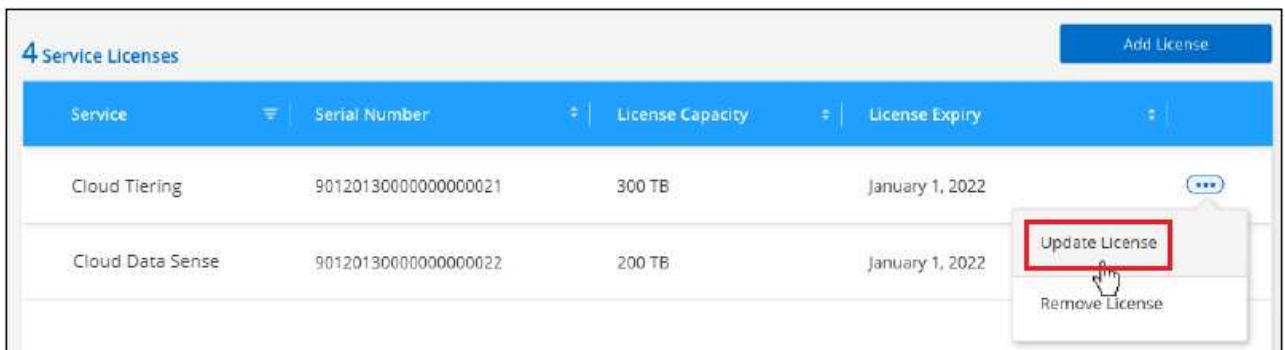 4 Service Licenses
Add License
Service Serial Number License Capacity License Expiry
Cloud Tiering 90120130000000000021 300 TB January 1, 2022
Update License
Cloud Data Sense 90120130000000000022 200 TB January 1, 2022
Remove License